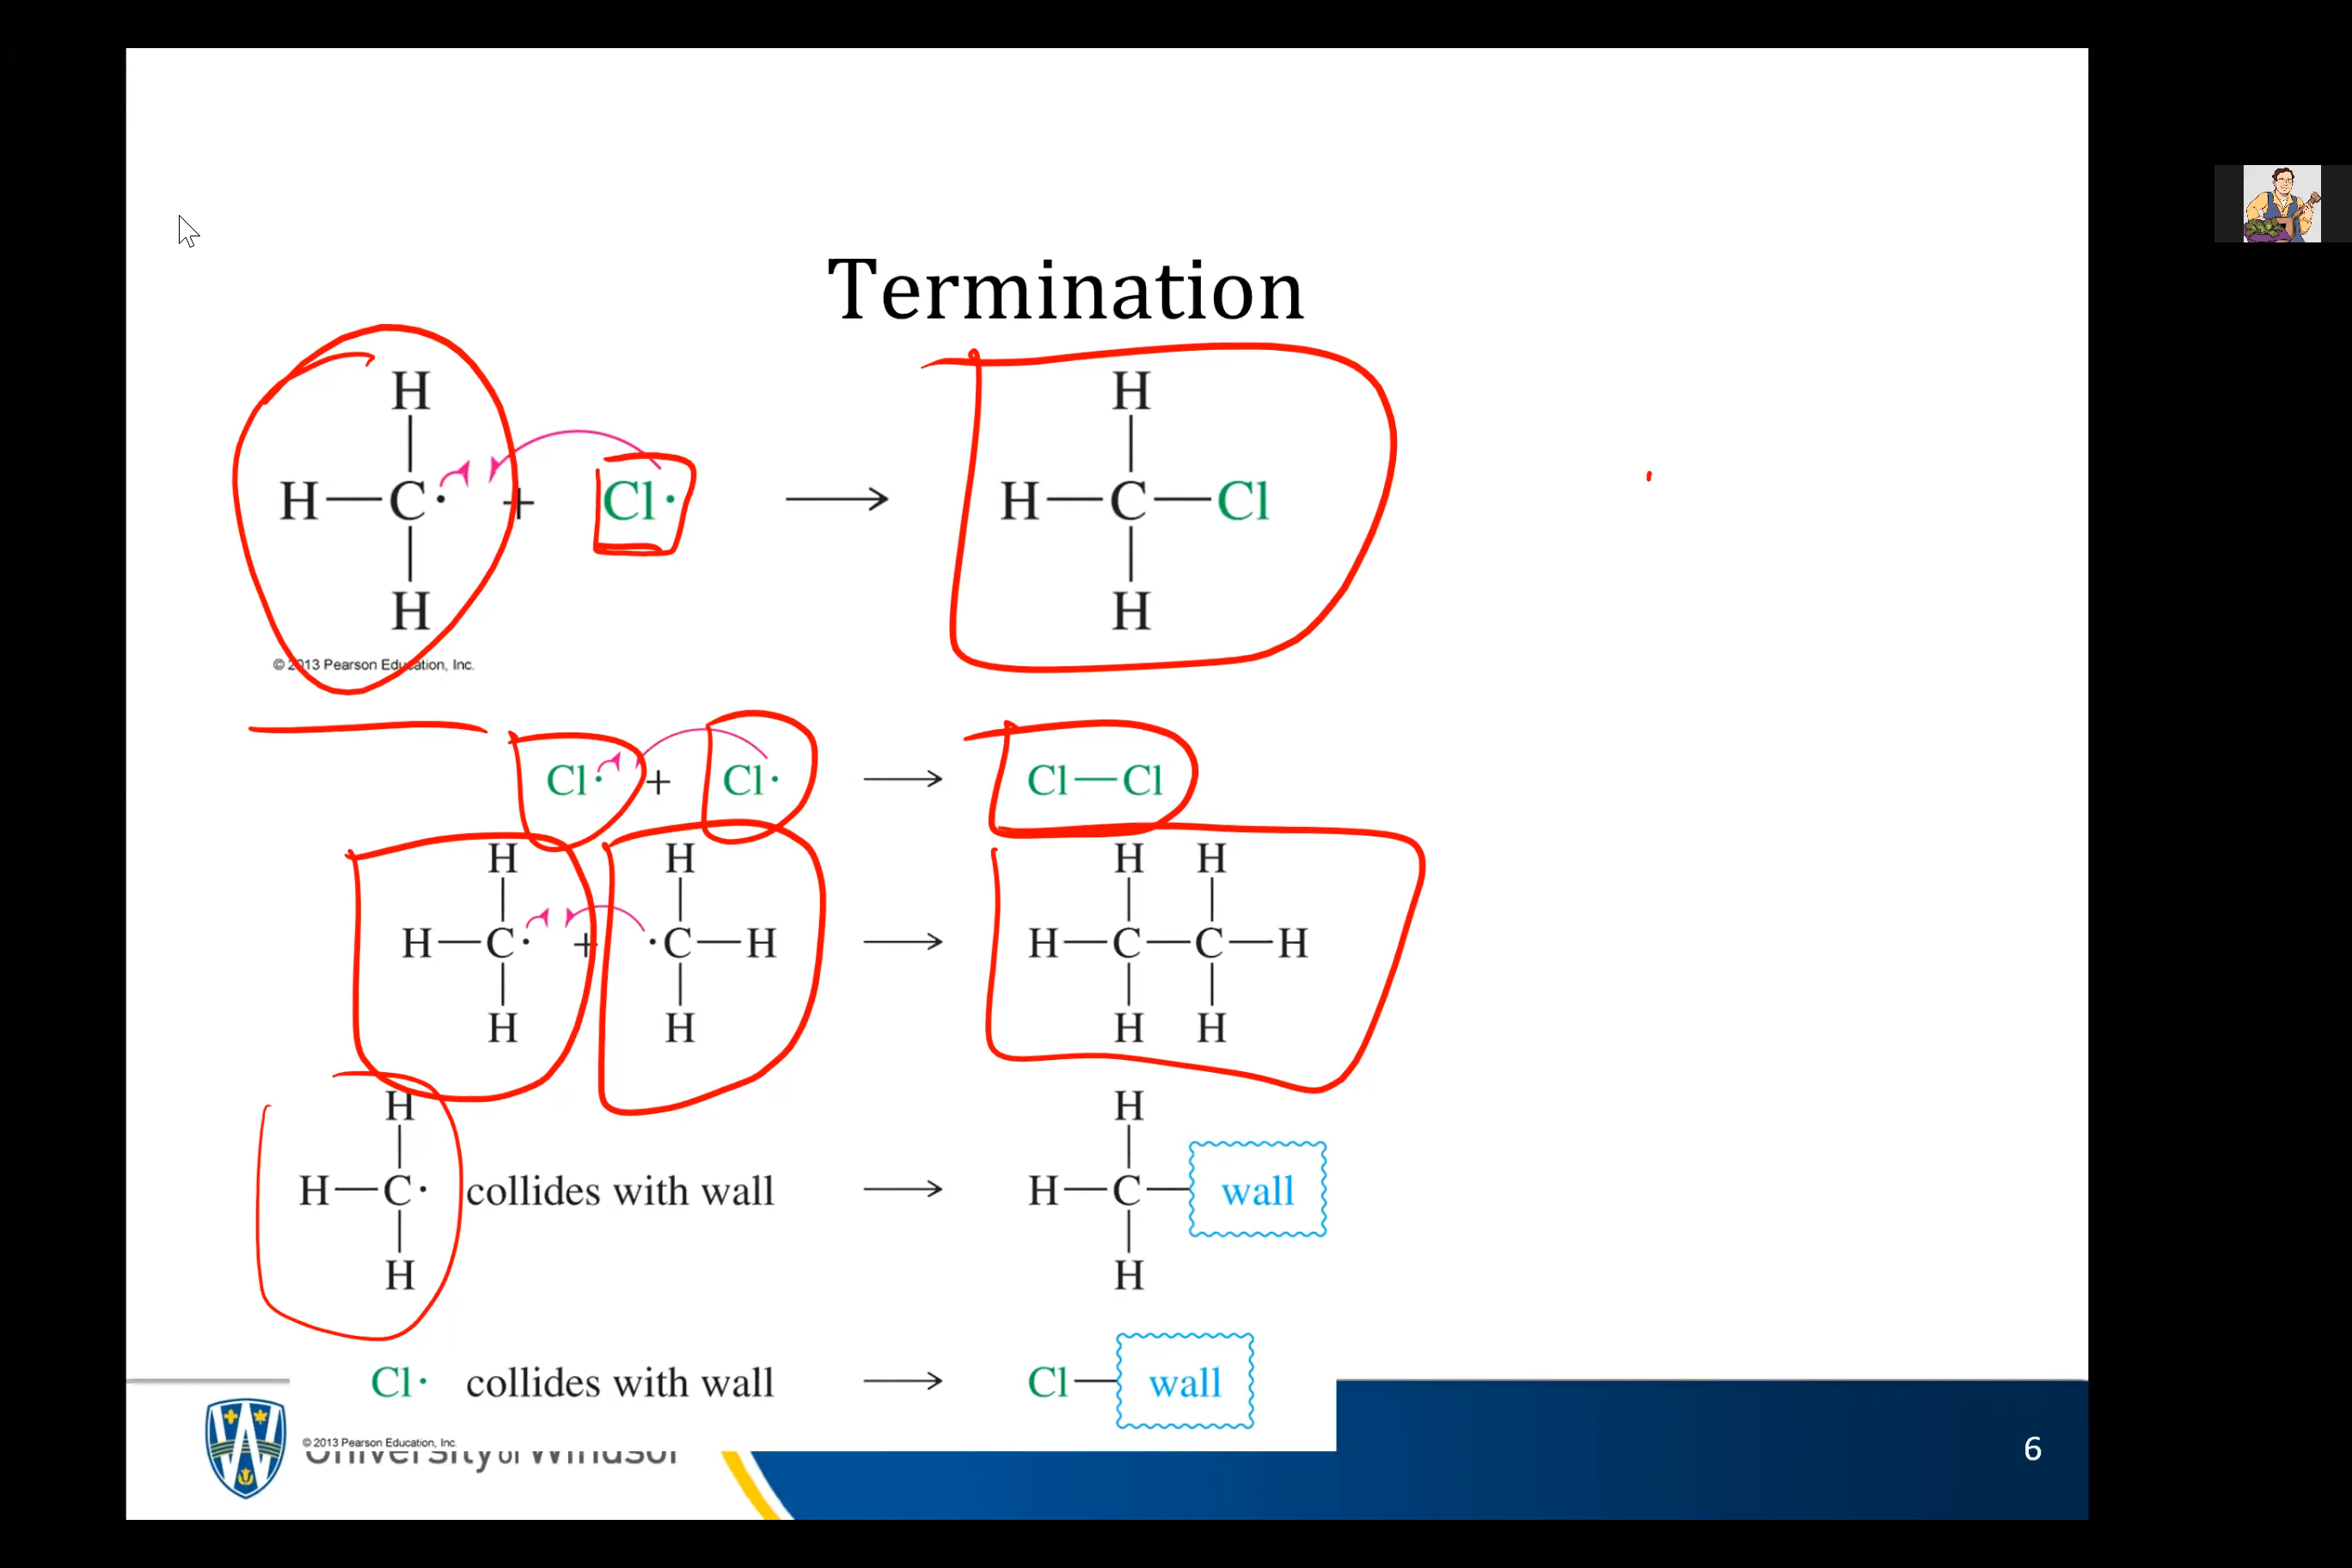 Termination
H
H—C· + Cl· ⟶ H—C—Cl
H
H
H
© 2013 Pearson Education, Inc.
Cl· + Cl· ⟶ Cl—Cl
H H H H
H—C· + ·C—H ⟶ H—C—C—H
H H H H
H H
H—C· collides with wall ⟶ H—C— wall
H H
Cl· collides with wall ⟶ Cl— wall
© 2013 Pearson Education, Inc.
University of Windsor
6